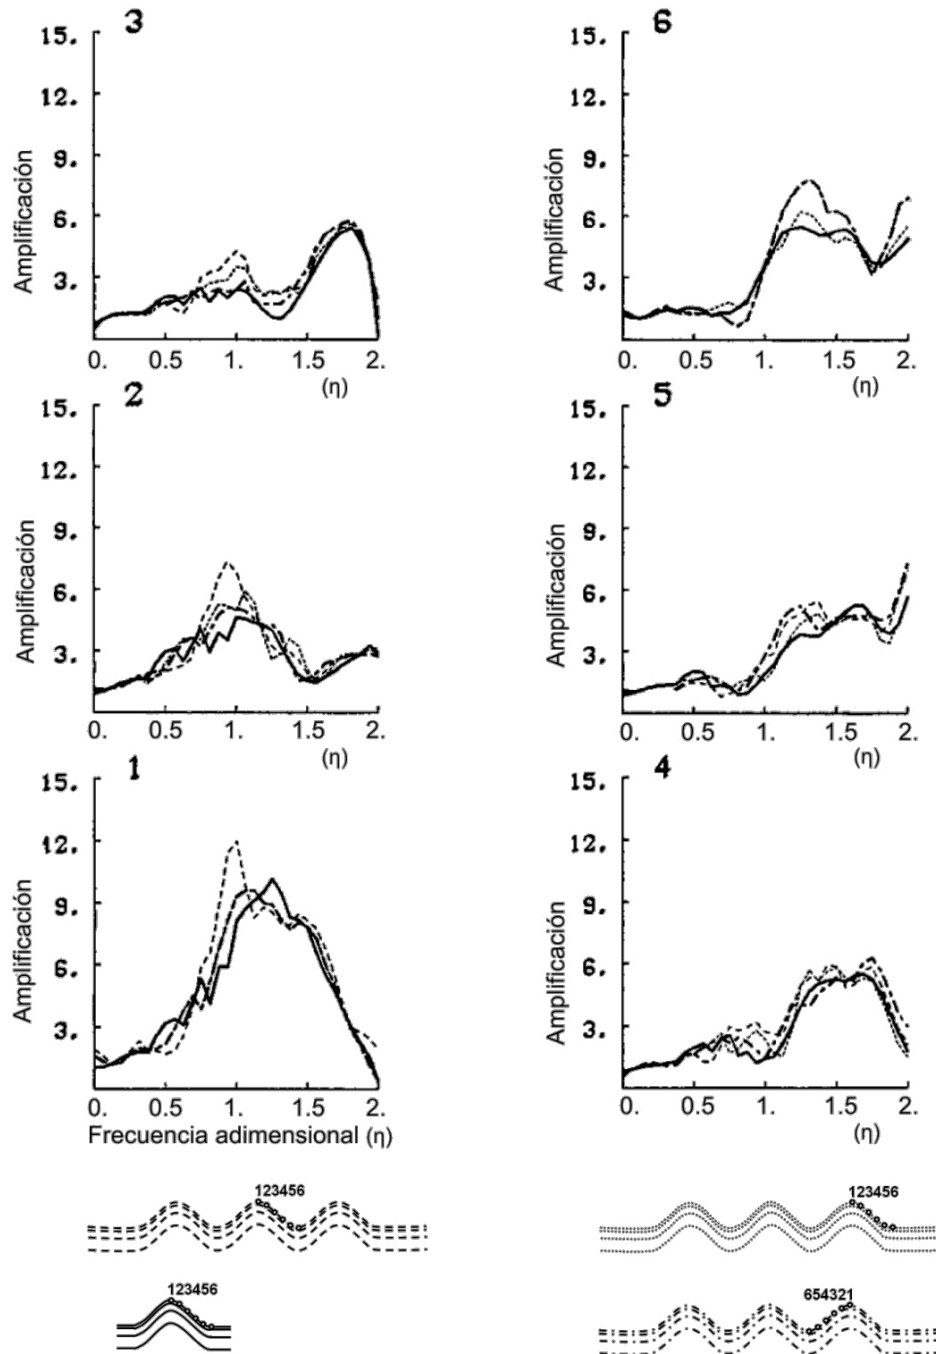 3
15.
12.
9.
6.
3.
Amplificación
0. 0.5 1. 1.5 2.
(η)
6
15.
12.
9.
6.
3.
Amplificación
0. 0.5 1. 1.5 2.
(η)
2
15.
12.
9.
6.
3.
Amplificación
0. 0.5 1. 1.5 2.
(η)
5
15.
12.
9.
6.
3.
Amplificación
0. 0.5 1. 1.5 2.
(η)
1
15.
12.
9.
6.
3.
Amplificación
0. 0.5 1. 1.5 2.
Frecuencia adimensional (η)
4
15.
12.
9.
6.
3.
Amplificación
0. 0.5 1. 1.5 2.
(η)
123456
123456
123456
654321